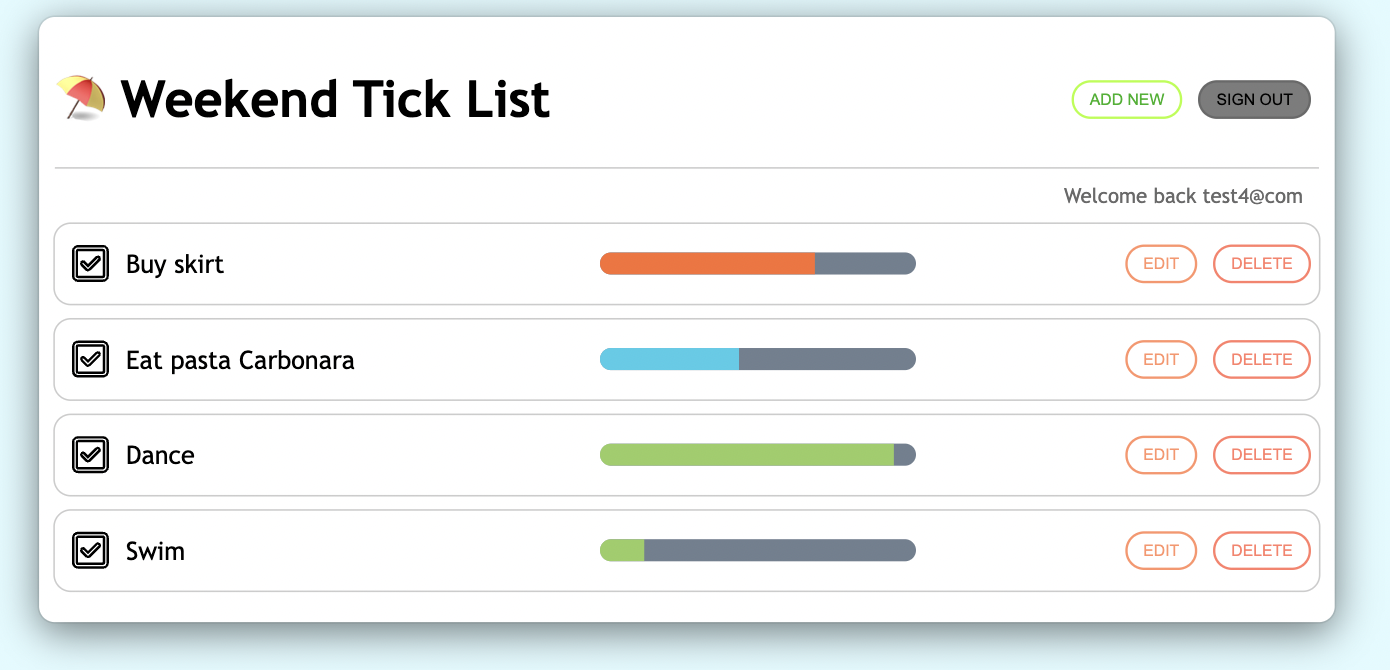 Weekend Tick List
ADD NEW
SIGN OUT
Welcome back test4@com
Buy skirt
EDIT
DELETE
Eat pasta Carbonara
EDIT
DELETE
Dance
EDIT
DELETE
Swim
EDIT
DELETE